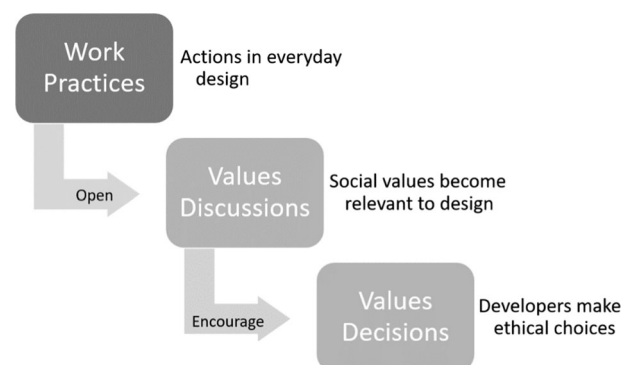 Work
Practices
Actions in everyday
design
Open
Values
Discussions
Social values become
relevant to design
Encourage
Values
Decisions
Developers make
ethical choices